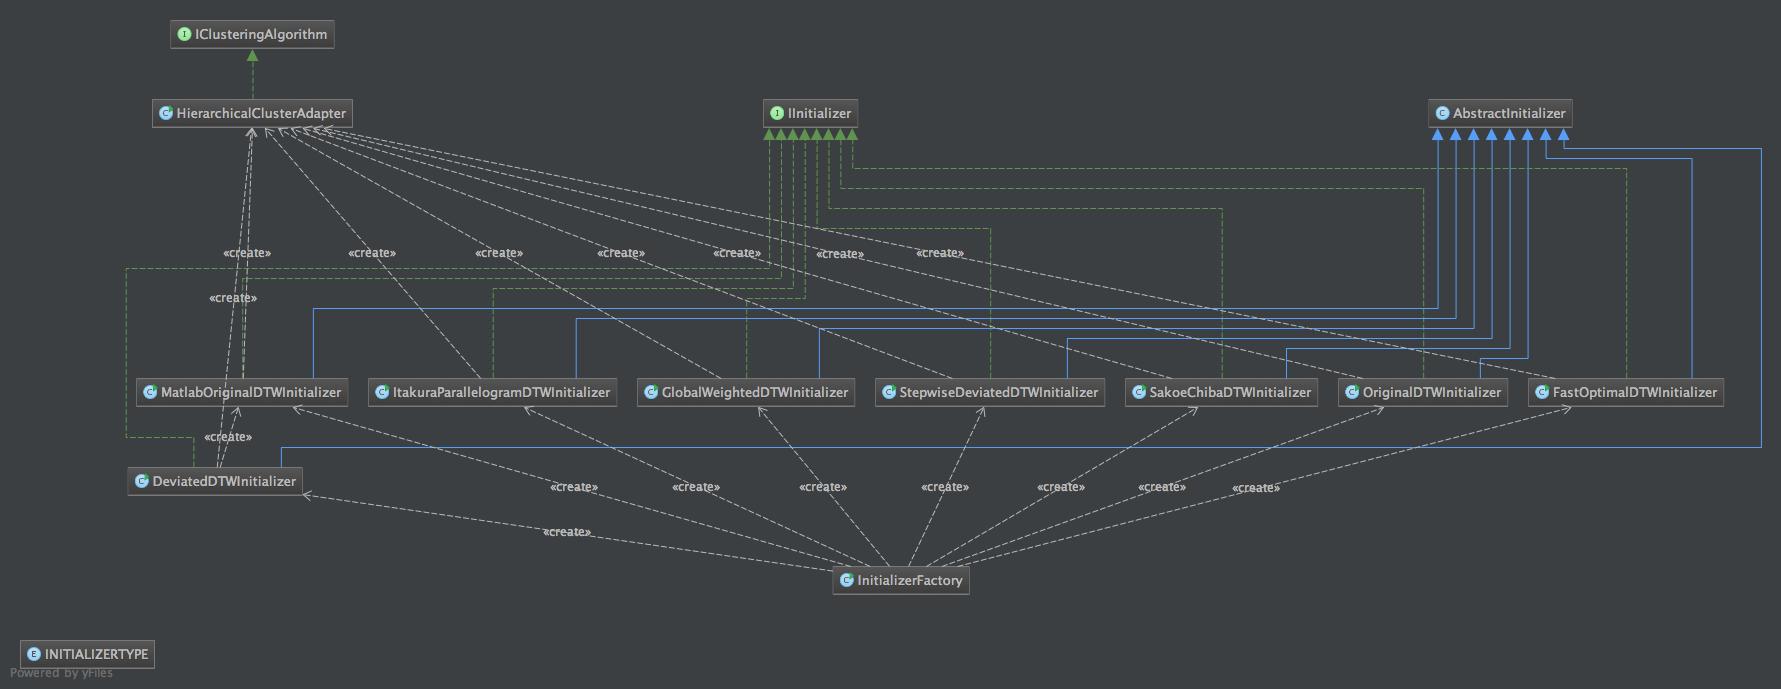 IClusteringAlgorithm
HierarchicalClusterAdapter
IInitializer
AbstractInitializer
«create»
«create»
«create»
«create»
«create»
«create»
«create»
«create»
MatlabOriginalDTWInitializer
ItakuraParallelogramDTWInitializer
GlobalWeightedDTWInitializer
StepwiseDeviatedDTWInitializer
SakoeChibaDTWInitializer
OriginalDTWInitializer
FastOptimalDTWInitializer
«create»
DeviatedDTWInitializer
«create»
«create»
«create»
«create»
«create»
«create»
«create»
«create»
InitializerFactory
INITIALIZERTYPE
Powered by yFiles